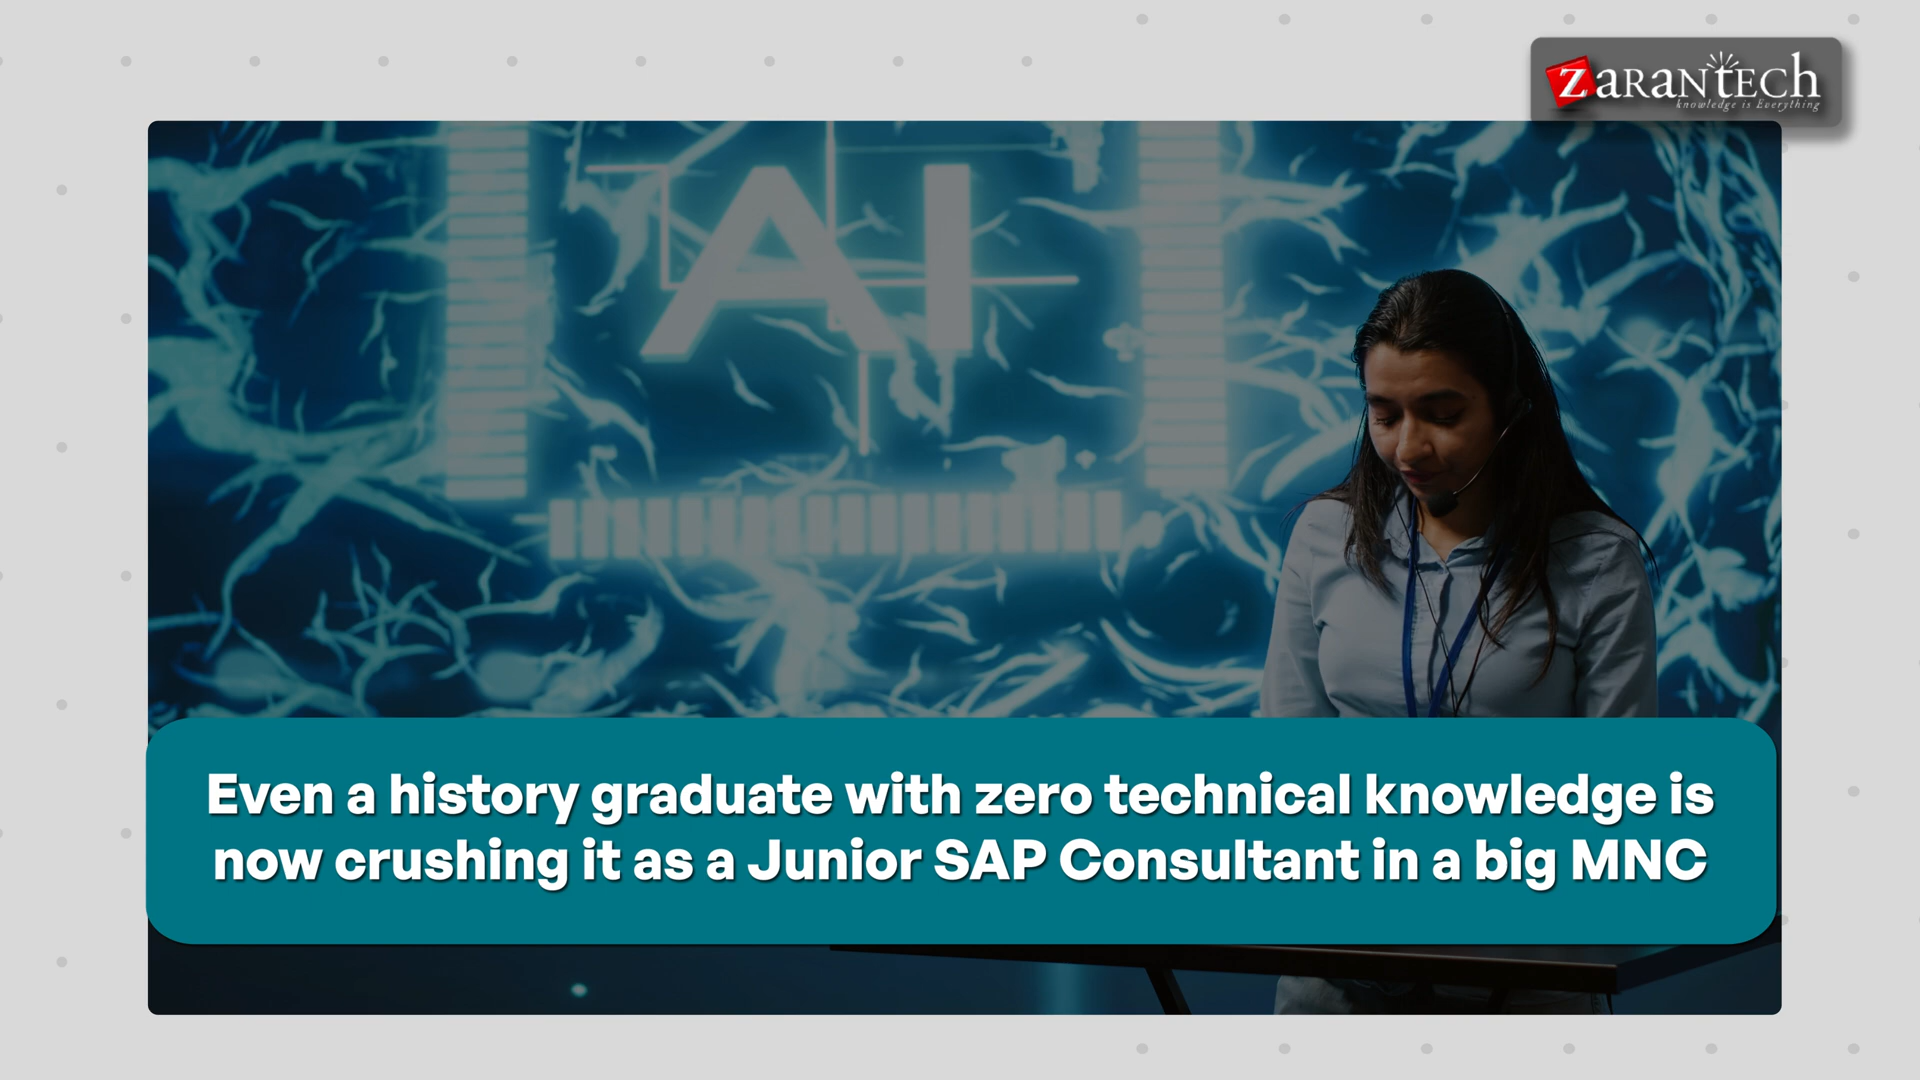 ZARANTECH
knowledge is Everything
AI
Even a history graduate with zero technical knowledge is
now crushing it as a Junior SAP Consultant in a big MNC